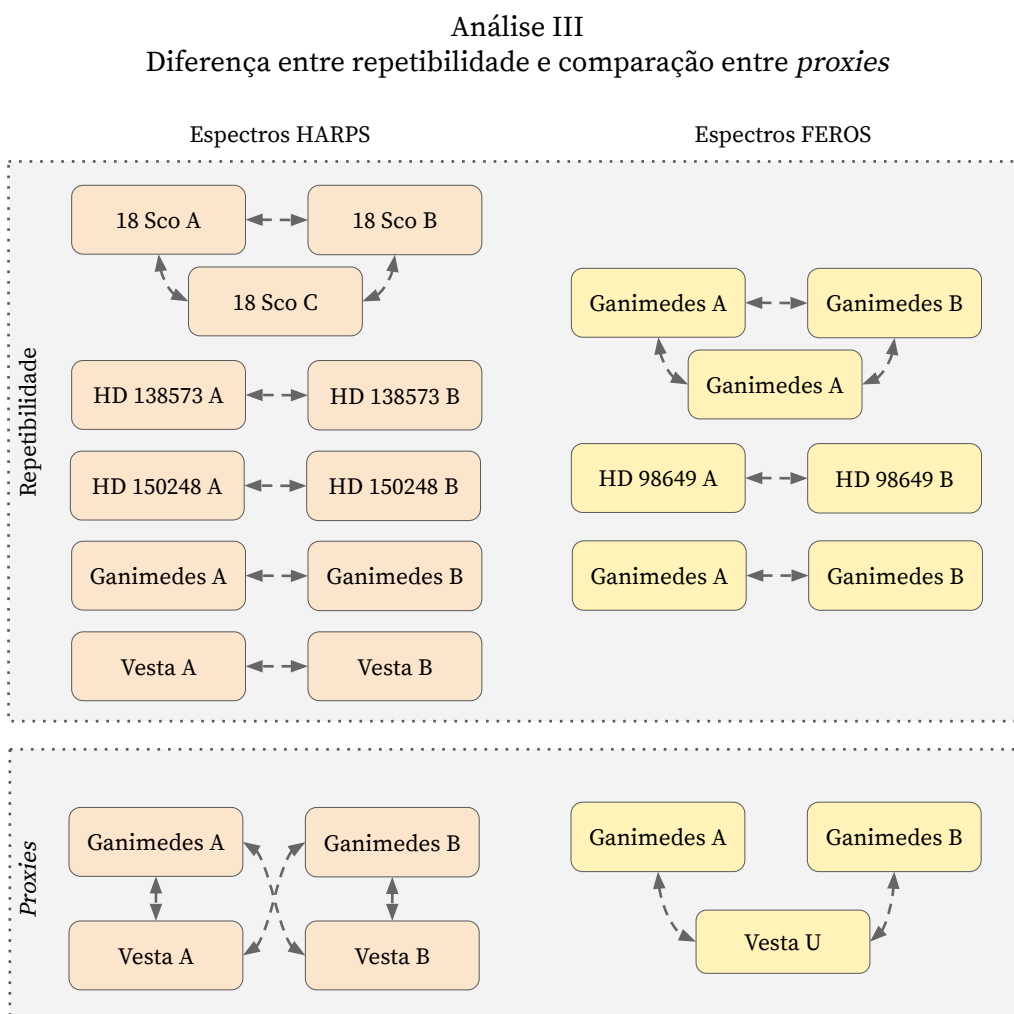 Análise III
Diferença entre repetibilidade e comparação entre proxies
Espectros HARPS
Espectros FEROS
Repetibilidade
18 Sco A
18 Sco B
18 Sco C
HD 138573 A
HD 138573 B
HD 150248 A
HD 150248 B
Ganimedes A
Ganimedes B
Vesta A
Vesta B
Ganimedes A
Ganimedes B
Ganimedes A
HD 98649 A
HD 98649 B
Ganimedes A
Ganimedes B
Proxies
Ganimedes A
Ganimedes B
Vesta A
Vesta B
Ganimedes A
Ganimedes B
Vesta U